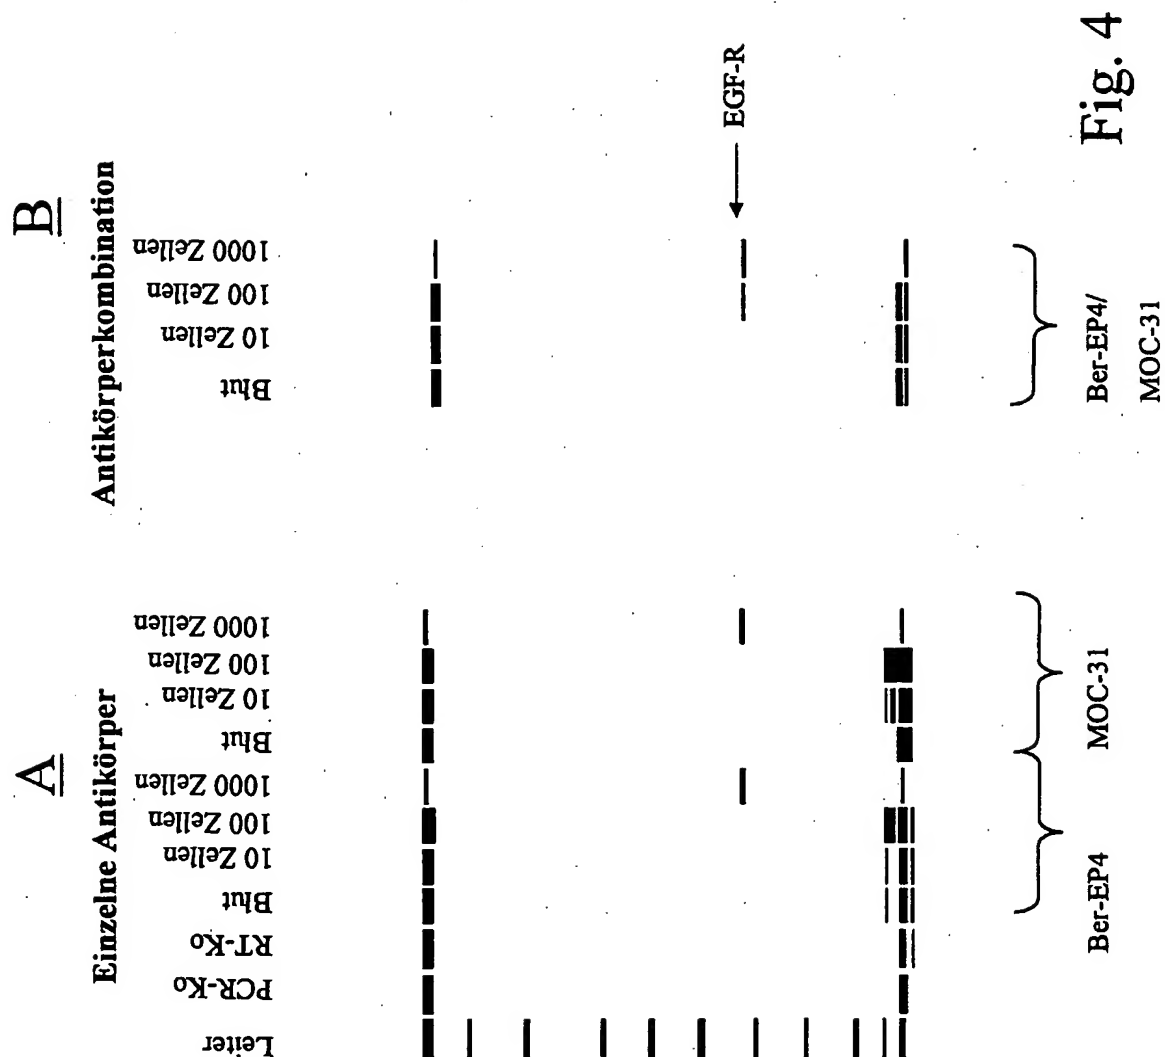 A
Einzelne Antikörper
Leiter
PCR-Ko
RT-Ko
Blut
10 Zellen
100 Zellen
1000 Zellen
Blut
10 Zellen
100 Zellen
1000 Zellen
Ber-EP4
MOC-31
B
Antikörperkombination
Blut
10 Zellen
100 Zellen
1000 Zellen
EGF-R
Ber-EP4/
MOC-31
Fig. 4